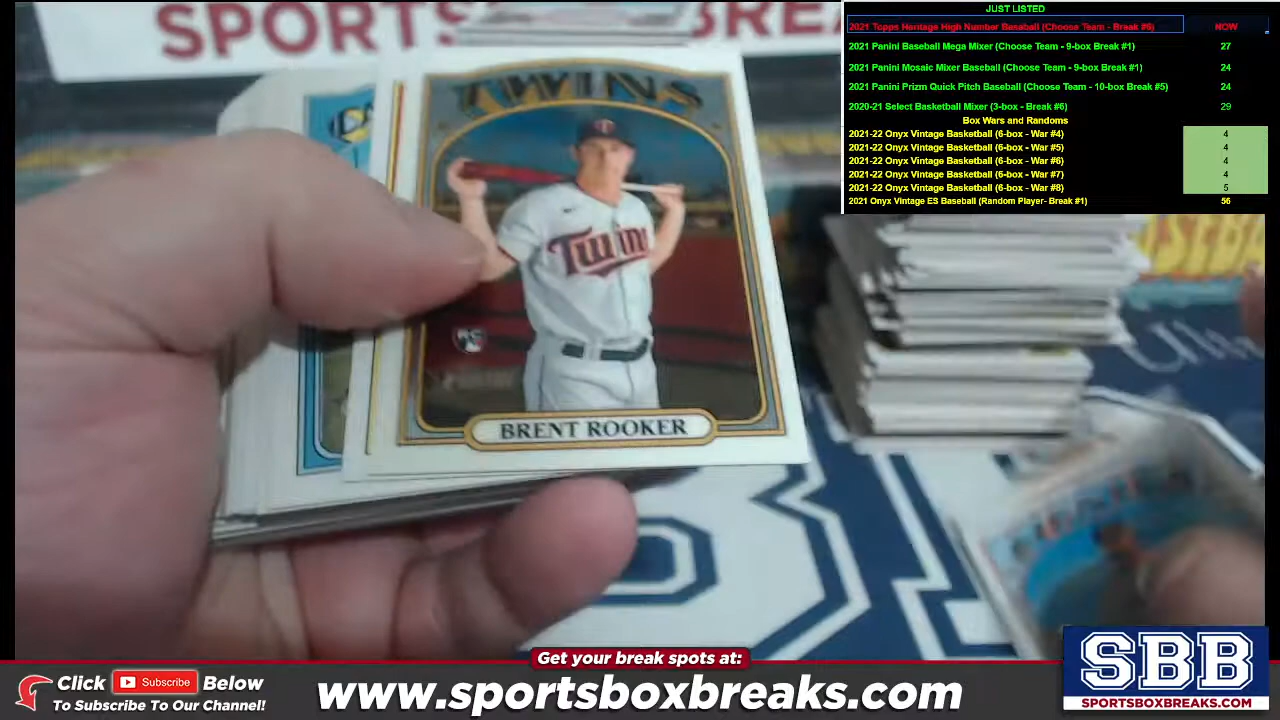 SPORTS
JUST LISTED
2021 Topps Heritage High Number Baseball (Choose Team - Break #6) NOW
2021 Panini Baseball Mega Mixer (Choose Team - 9-box Break #1) 27
2021 Panini Mosaic Mixer Baseball (Choose Team - 9-box Break #1) 24
2021 Panini Prizm Quick Pitch Baseball (Choose Team - 10-box Break #5) 24
2020-21 Select Basketball Mixer (3-box - Break #6) 29
Box Wars and Randoms
2021-22 Onyx Vintage Basketball (6-box - War #4) 4
2021-22 Onyx Vintage Basketball (6-box - War #5) 4
2021-22 Onyx Vintage Basketball (6-box - War #6) 4
2021-22 Onyx Vintage Basketball (6-box - War #7) 4
2021-22 Onyx Vintage Basketball (6-box - War #8) 5
2021 Onyx Vintage ES Baseball (Random Player- Break #1) 56
TWINS
Twins
RC
BRENT ROOKER
Get your break spots at:
Click Subscribe Below
To Subscribe To Our Channel!
www.sportsboxbreaks.com
SBB
SPORTSBOXBREAKS.COM